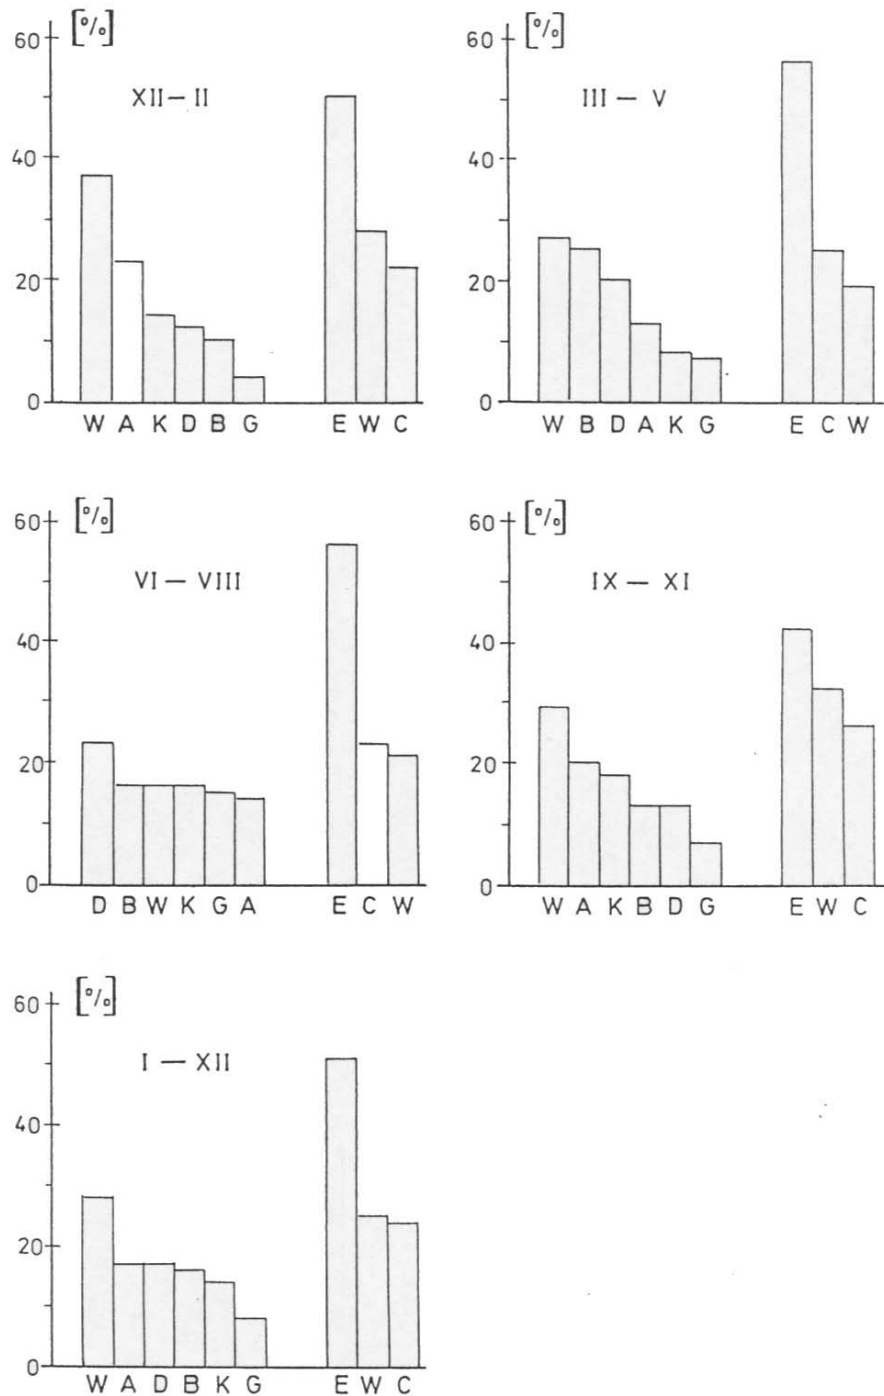 [%]
60
XII — II
40
20
0
W A K D B G E W C
[%]
60
III — V
40
20
0
W B D A K G E C W
[%]
60
VI — VIII
40
20
0
D B W K G A E C W
[%]
60
IX — XI
40
20
0
W A K B D G E W C
[%]
60
I — XII
40
20
0
W A D B K G E W C